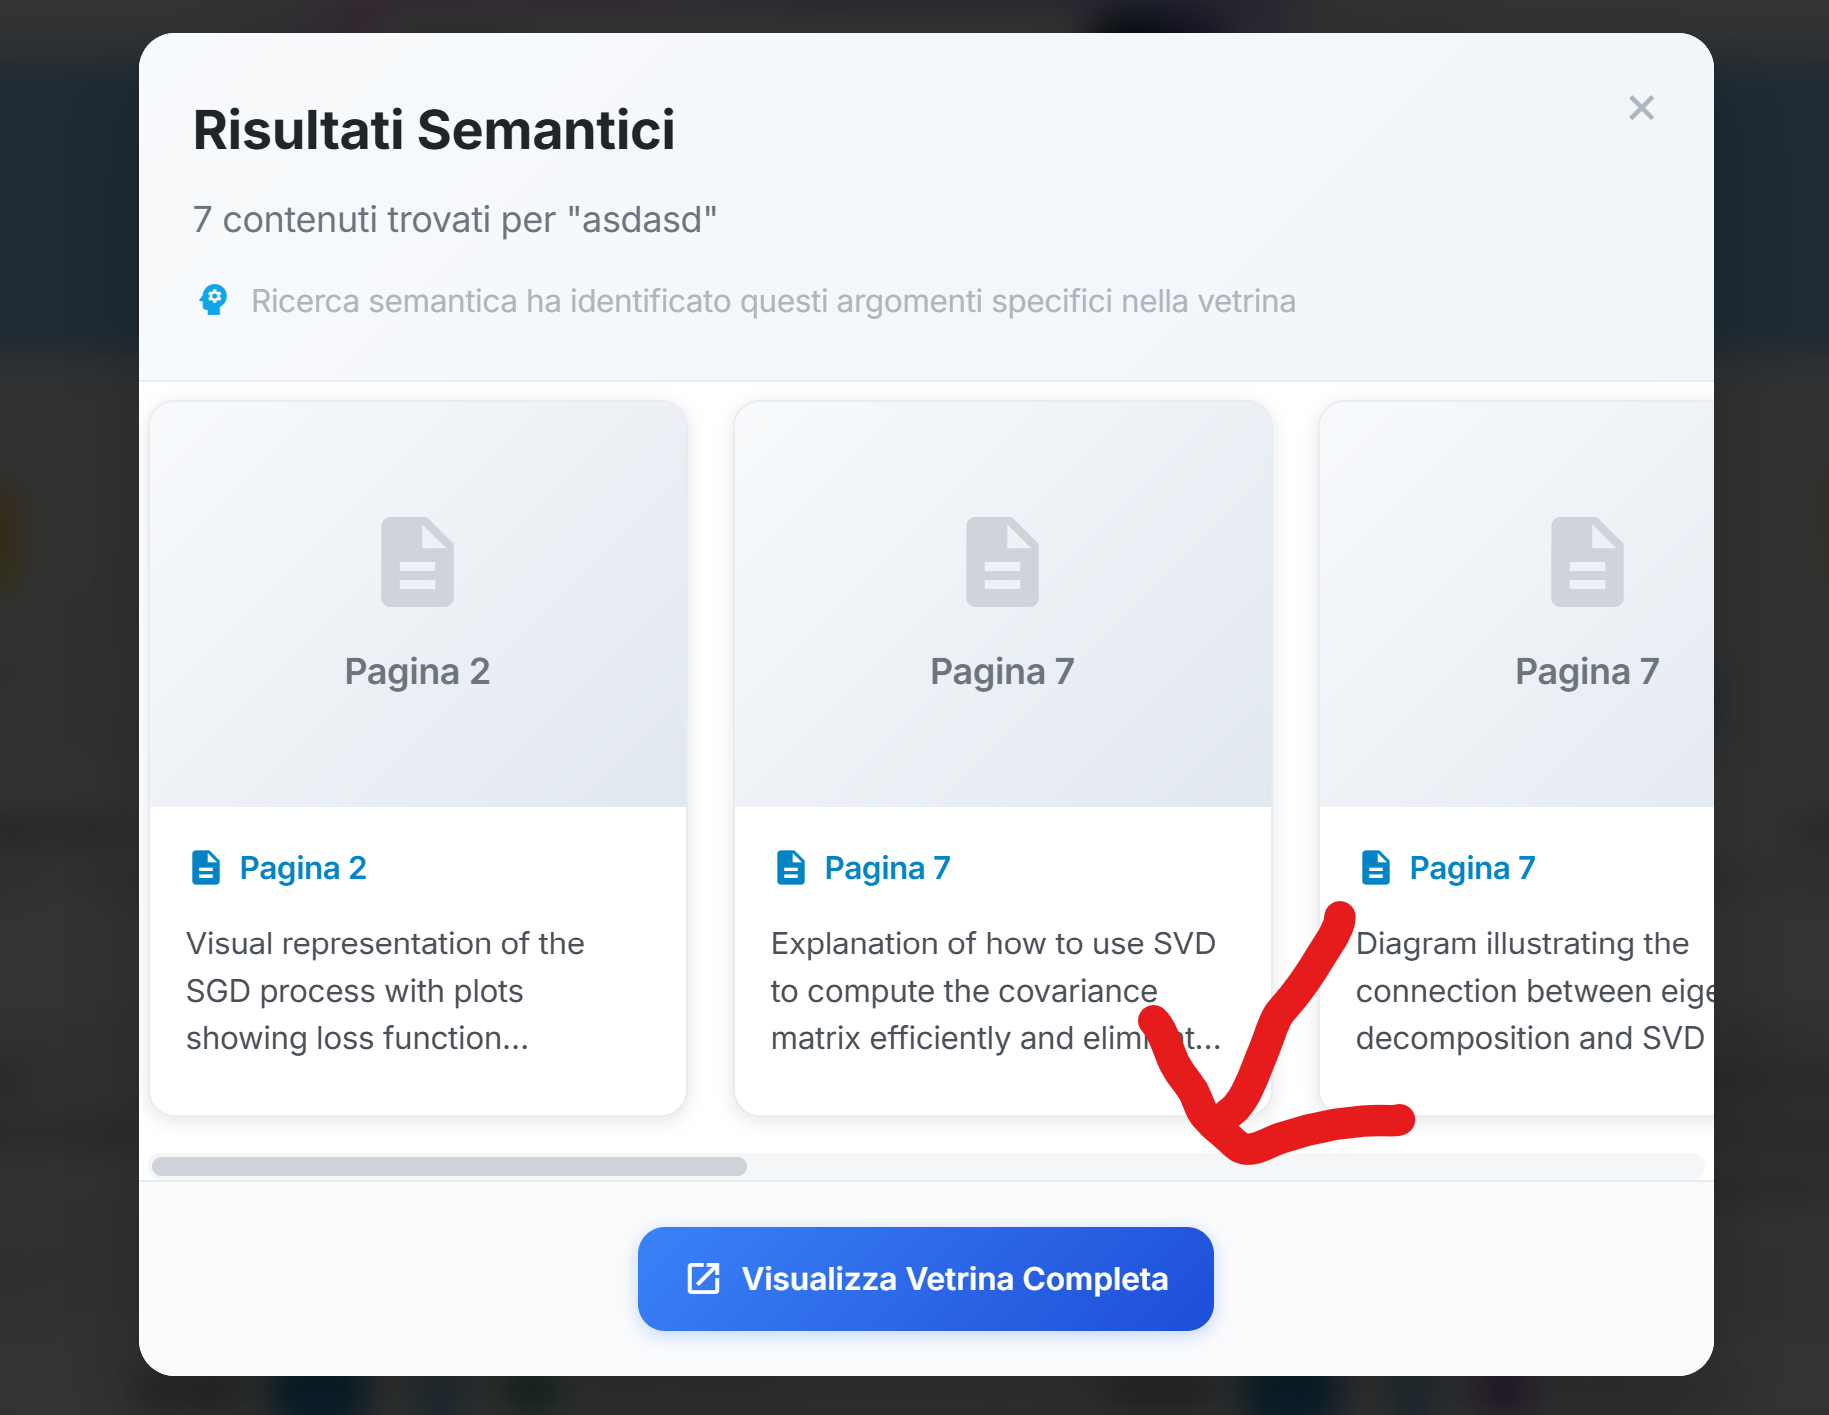 Risultati Semantici
7 contenuti trovati per "asdasd"
Ricerca semantica ha identificato questi argomenti specifici nella vetrina
Pagina 2
Pagina 2
Visual representation of the
SGD process with plots
showing loss function...
Pagina 7
Pagina 7
Explanation of how to use SVD
to compute the covariance
matrix efficiently and
Pagina 7
Pagina 7
Diagram illustrating the
connection between eige
decomposition and SVD
Visualizza Vetrina Completa